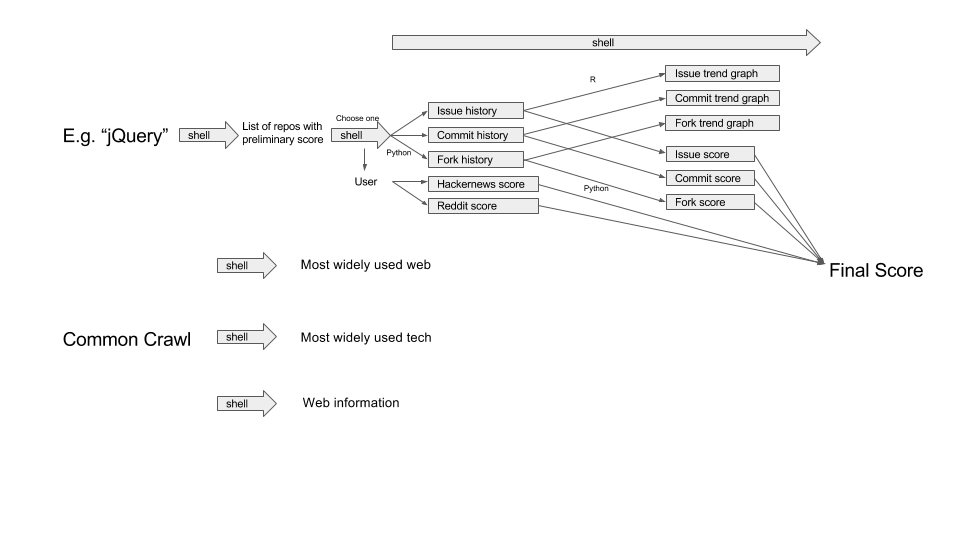 shell
E.g. “jQuery”
shell
List of repos with
preliminary score
Choose one
shell
Python
User
Issue history
Commit history
Fork history
Hackernews score
Reddit score
R
Python
Issue trend graph
Commit trend graph
Fork trend graph
Issue score
Commit score
Fork score
Final Score
shell
Most widely used web
Common Crawl
shell
Most widely used tech
shell
Web information